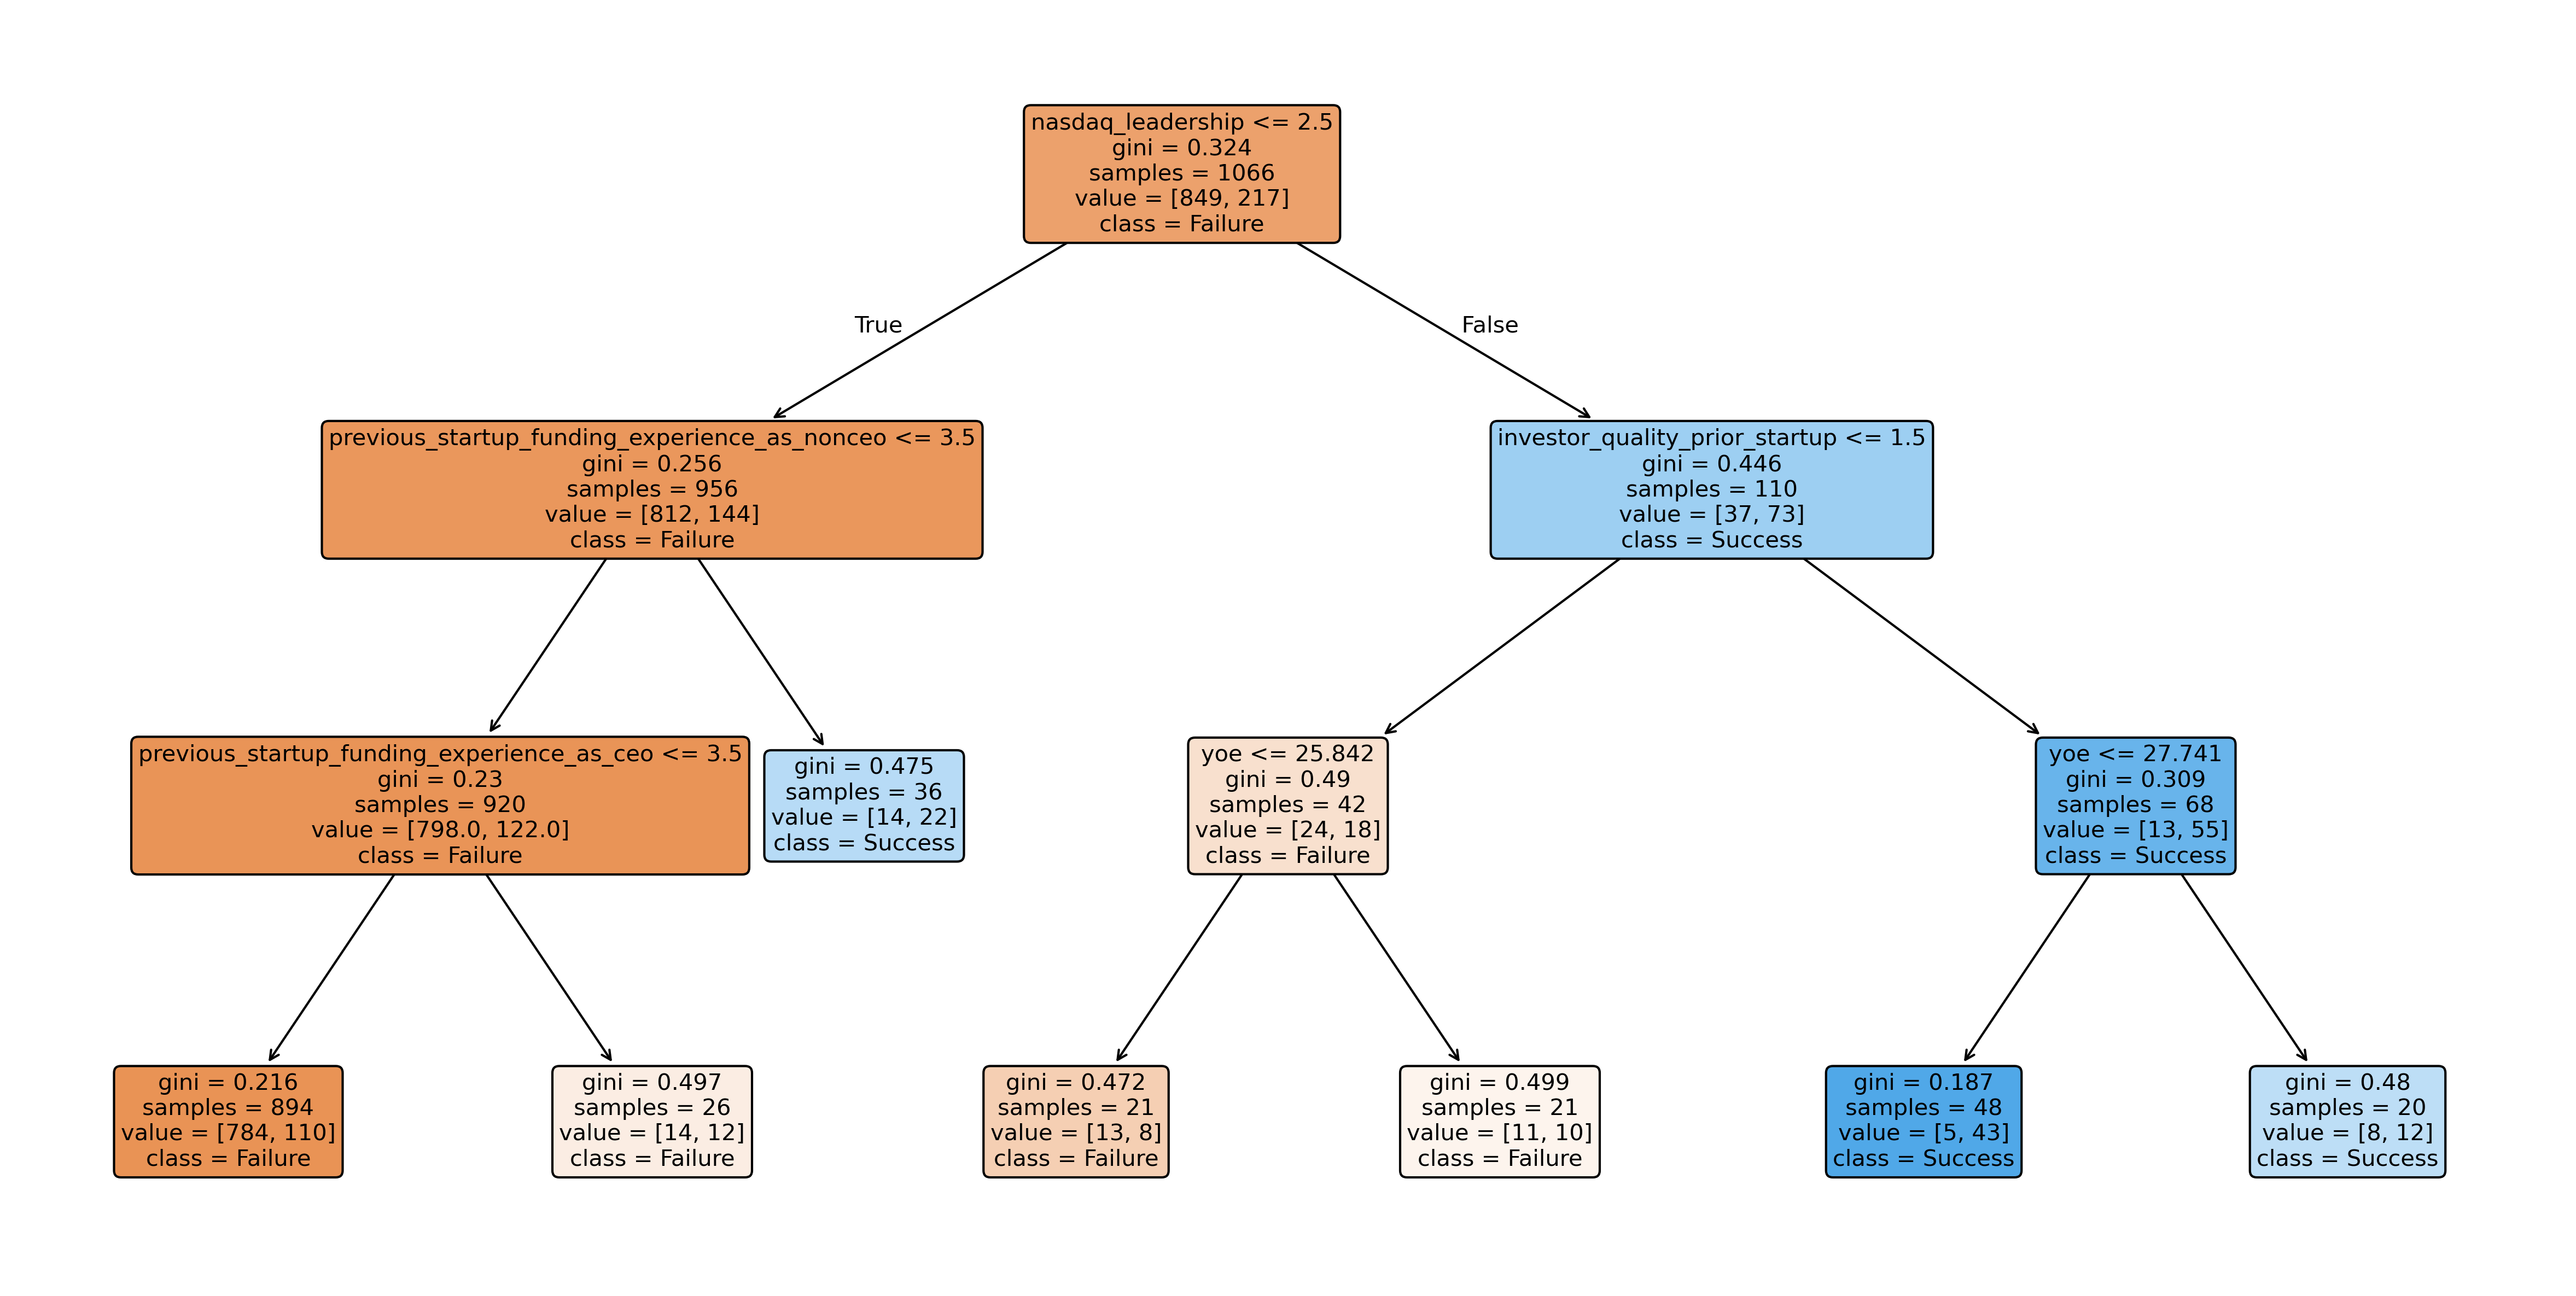 nasdaq_leadership <= 2.5
gini = 0.324
samples = 1066
value = [849, 217]
class = Failure
True
False
previous_startup_funding_experience_as_nonceo <= 3.5
gini = 0.256
samples = 956
value = [812, 144]
class = Failure
investor_quality_prior_startup <= 1.5
gini = 0.446
samples = 110
value = [37, 73]
class = Success
previous_startup_funding_experience_as_ceo <= 3.5
gini = 0.23
samples = 920
value = [798.0, 122.0]
class = Failure
gini = 0.475
samples = 36
value = [14, 22]
class = Success
yoe <= 25.842
gini = 0.49
samples = 42
value = [24, 18]
class = Failure
yoe <= 27.741
gini = 0.309
samples = 68
value = [13, 55]
class = Success
gini = 0.216
samples = 894
value = [784, 110]
class = Failure
gini = 0.497
samples = 26
value = [14, 12]
class = Failure
gini = 0.472
samples = 21
value = [13, 8]
class = Failure
gini = 0.499
samples = 21
value = [11, 10]
class = Failure
gini = 0.187
samples = 48
value = [5, 43]
class = Success
gini = 0.48
samples = 20
value = [8, 12]
class = Success